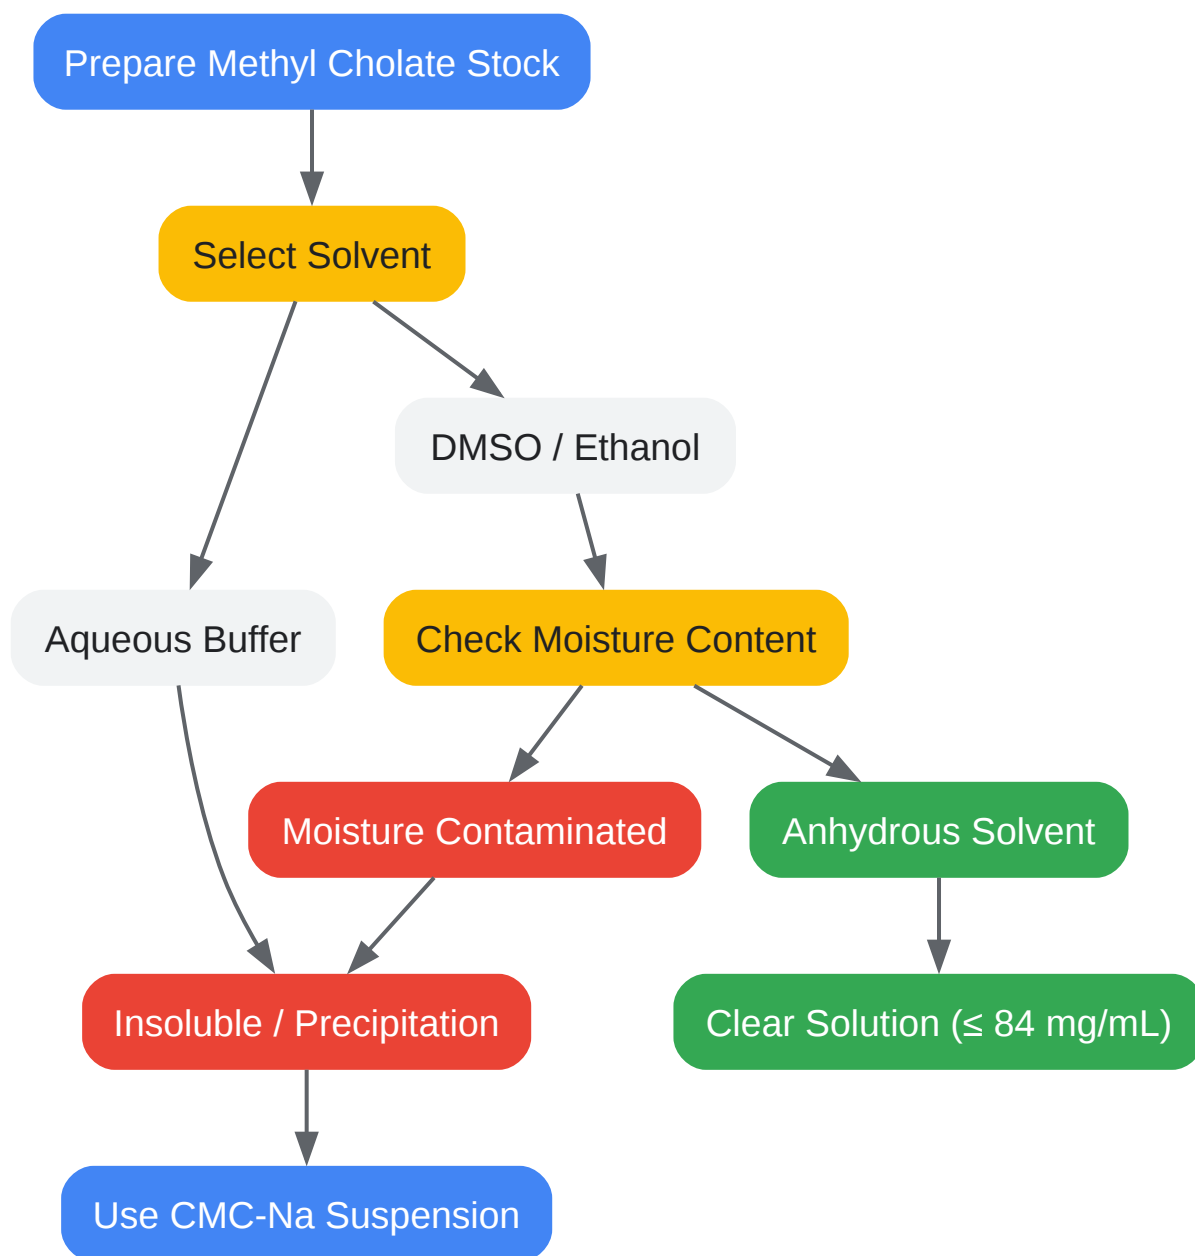 Prepare Methyl Cholate Stock
Select Solvent
DMSO / Ethanol
Aqueous Buffer
Check Moisture Content
Moisture Contaminated
Anhydrous Solvent
Insoluble / Precipitation
Clear Solution (≤ 84 mg/mL)
Use CMC-Na Suspension